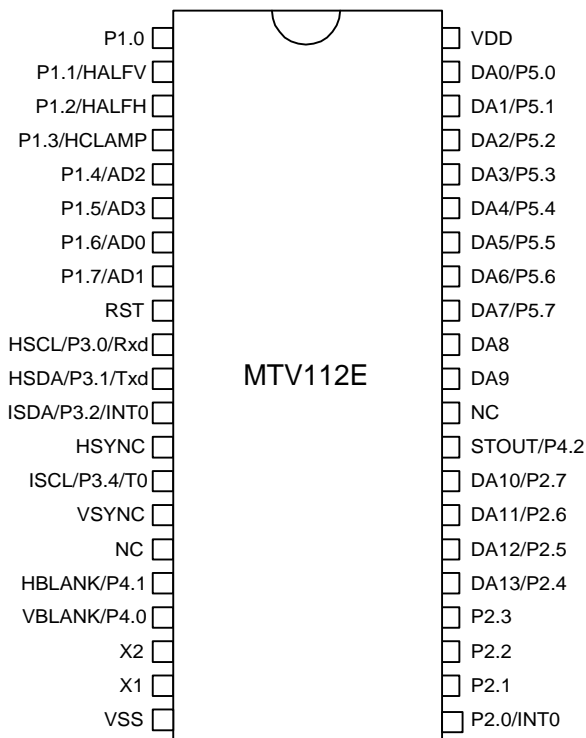 P1.0
VDD
P1.1/HALFV
DA0/P5.0
P1.2/HALFH
DA1/P5.1
P1.3/HCLAMP
DA2/P5.2
P1.4/AD2
DA3/P5.3
P1.5/AD3
DA4/P5.4
P1.6/AD0
DA5/P5.5
P1.7/AD1
DA6/P5.6
RST
DA7/P5.7
HSCL/P3.0/Rxd
DA8
HSDA/P3.1/Txd
MTV112E
DA9
ISDA/P3.2/INT0
NC
HSYNC
STOUT/P4.2
ISCL/P3.4/T0
DA10/P2.7
VSYNC
DA11/P2.6
NC
DA12/P2.5
HBLANK/P4.1
DA13/P2.4
VBLANK/P4.0
P2.3
X2
P2.2
X1
P2.1
VSS
P2.0/INT0